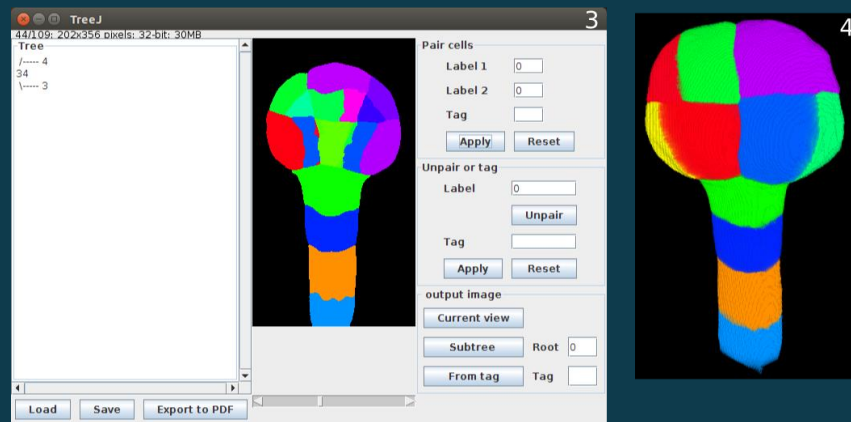 TreeJ
3
44/109: 202x356 pixels: 32-bit: 30MB
Tree
/----- 4
34
\----- 3
Pair cells
Label 1 0
Label 2 0
Tag
Apply Reset
Unpair or tag
Label 0
Unpair
Tag
Apply Reset
output image
Current view
Subtree Root 0
From tag Tag
Load Save Export to PDF
4